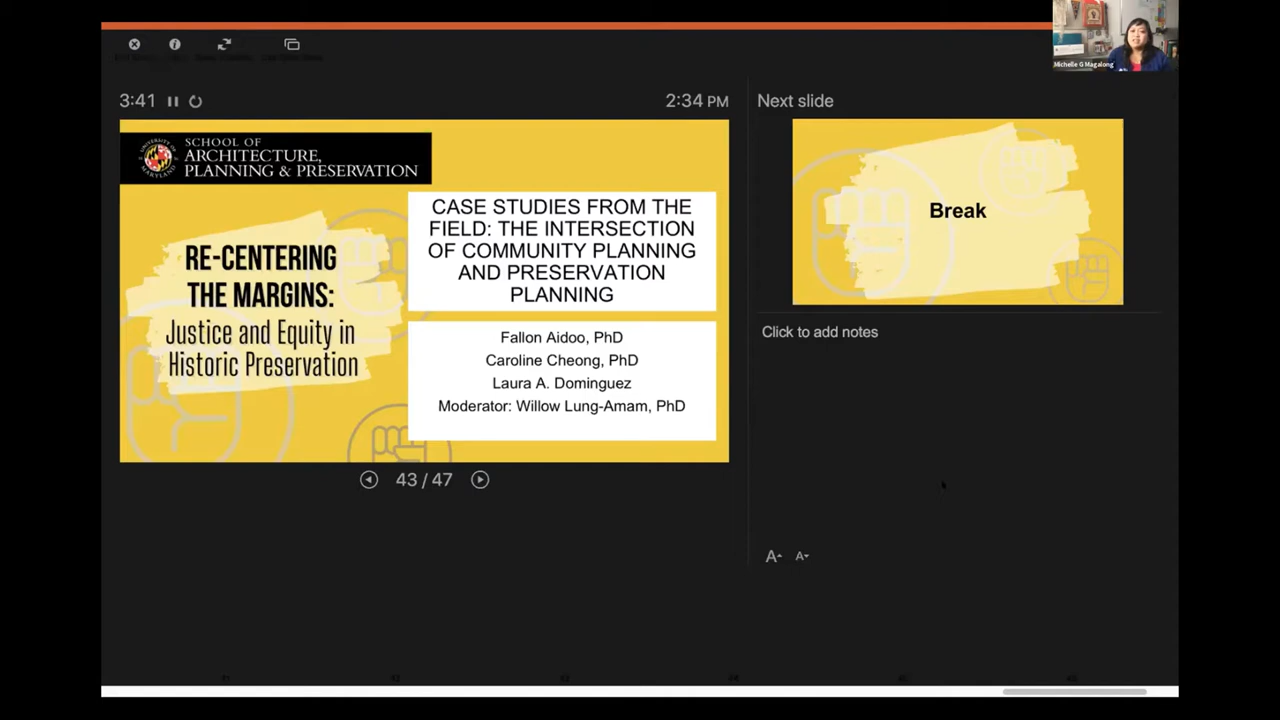 Michelle G Magalong
3:41
2:34 PM
Next slide
UNIVERSITY OF
MARYLAND
SCHOOL OF
ARCHITECTURE,
PLANNING & PRESERVATION
RE-CENTERING
THE MARGINS:
Justice and Equity in
Historic Preservation
CASE STUDIES FROM THE
FIELD: THE INTERSECTION
OF COMMUNITY PLANNING
AND PRESERVATION
PLANNING
Fallon Aidoo, PhD
Caroline Cheong, PhD
Laura A. Dominguez
Moderator: Willow Lung-Amam, PhD
43 / 47
Break
Click to add notes
A A